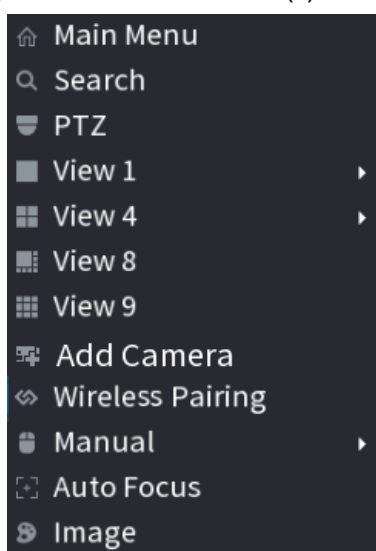 Main Menu
Search
PTZ
View 1
View 4
View 8
View 9
Add Camera
Wireless Pairing
Manual
Auto Focus
Image